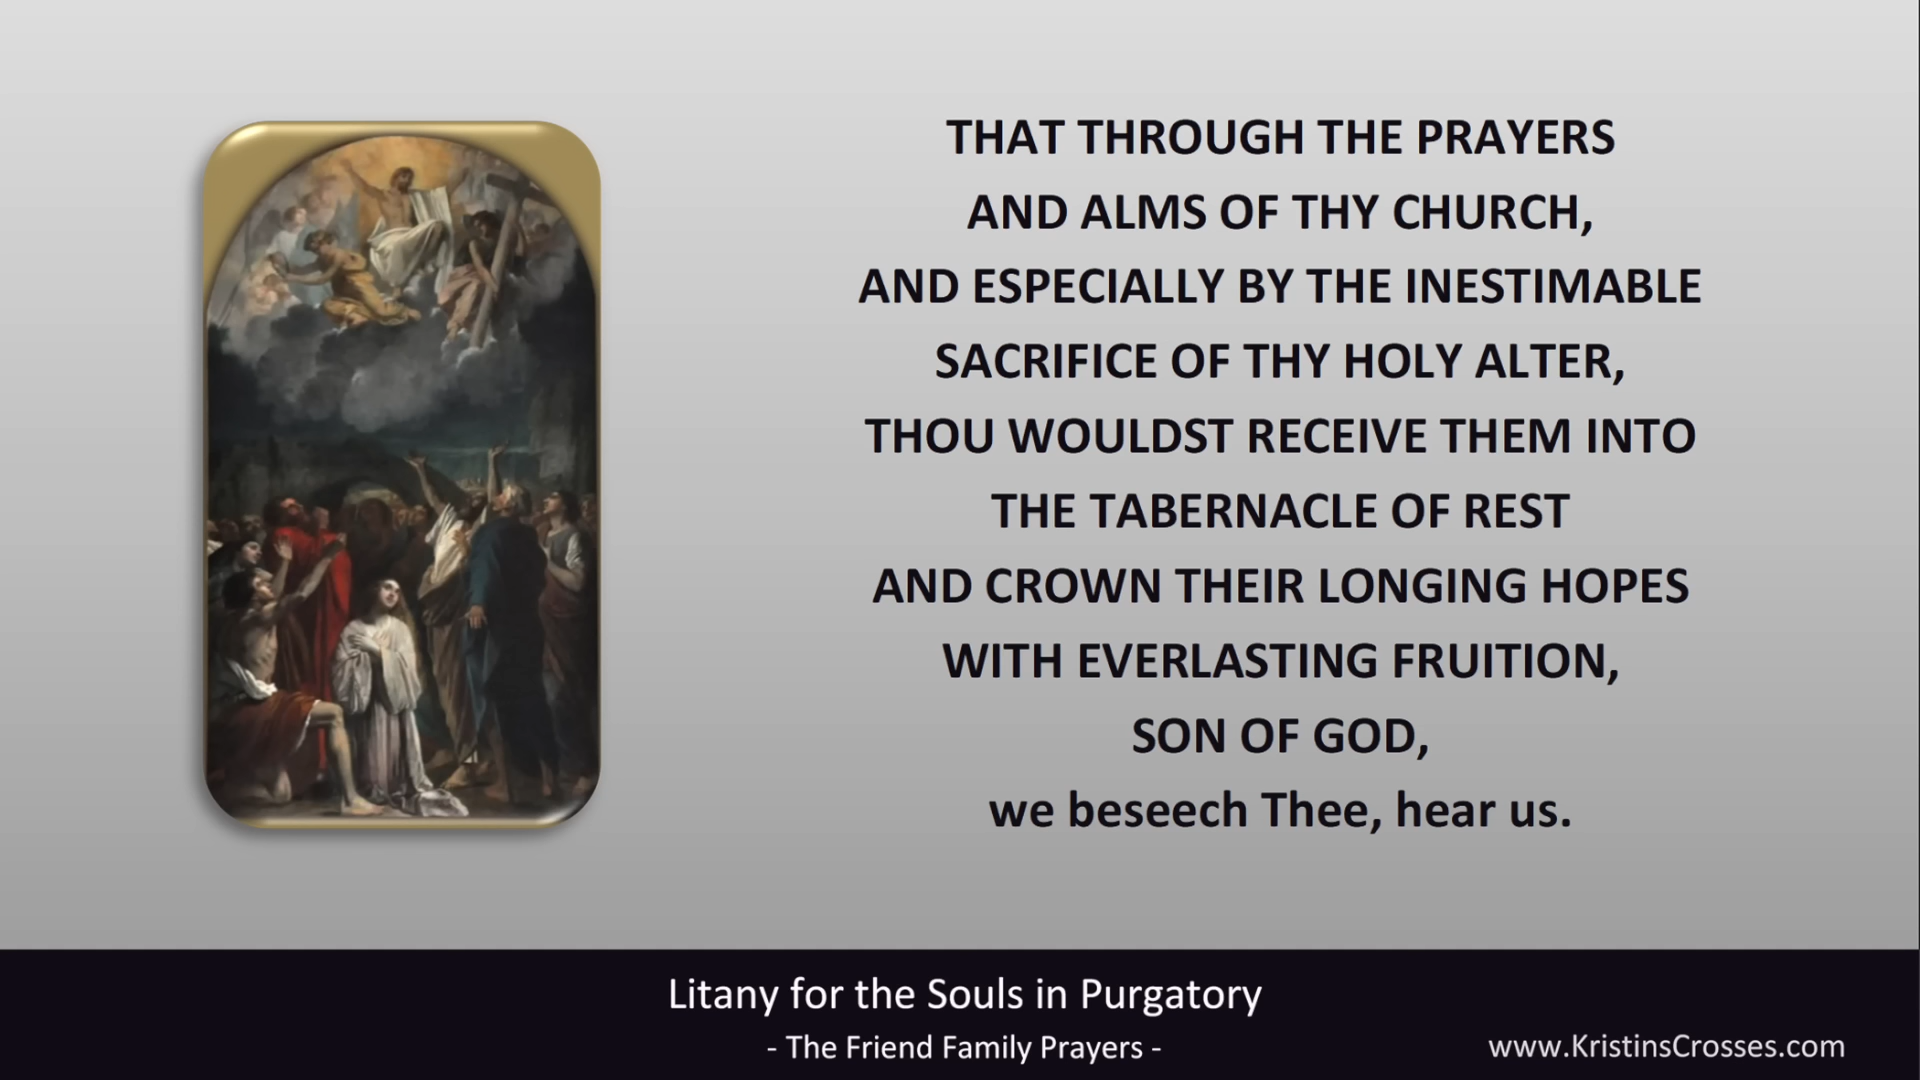 THAT THROUGH THE PRAYERS
AND ALMS OF THY CHURCH,
AND ESPECIALLY BY THE INESTIMABLE
SACRIFICE OF THY HOLY ALTER,
THOU WOULDST RECEIVE THEM INTO
THE TABERNACLE OF REST
AND CROWN THEIR LONGING HOPES
WITH EVERLASTING FRUITION,
SON OF GOD,
we beseech Thee, hear us.
Litany for the Souls in Purgatory
- The Friend Family Prayers -
www.KristinsCrosses.com